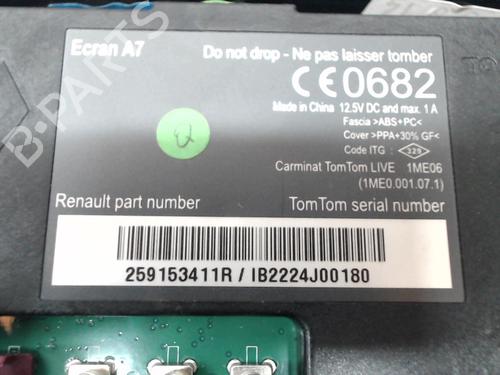 Ecran A7
Do not drop - Ne pas laisser tomber
CE0682
Made in China 12.5V DC and max. 1 A
Fascia >ABS+PC<
Cover >PPA+30% GF<
Code ITG : 325
Carminat TomTom LIVE 1ME06
(1ME0.001.07.1)
Renault part number
TomTom serial number
259153411R / IB2224J00180
B-PARTS